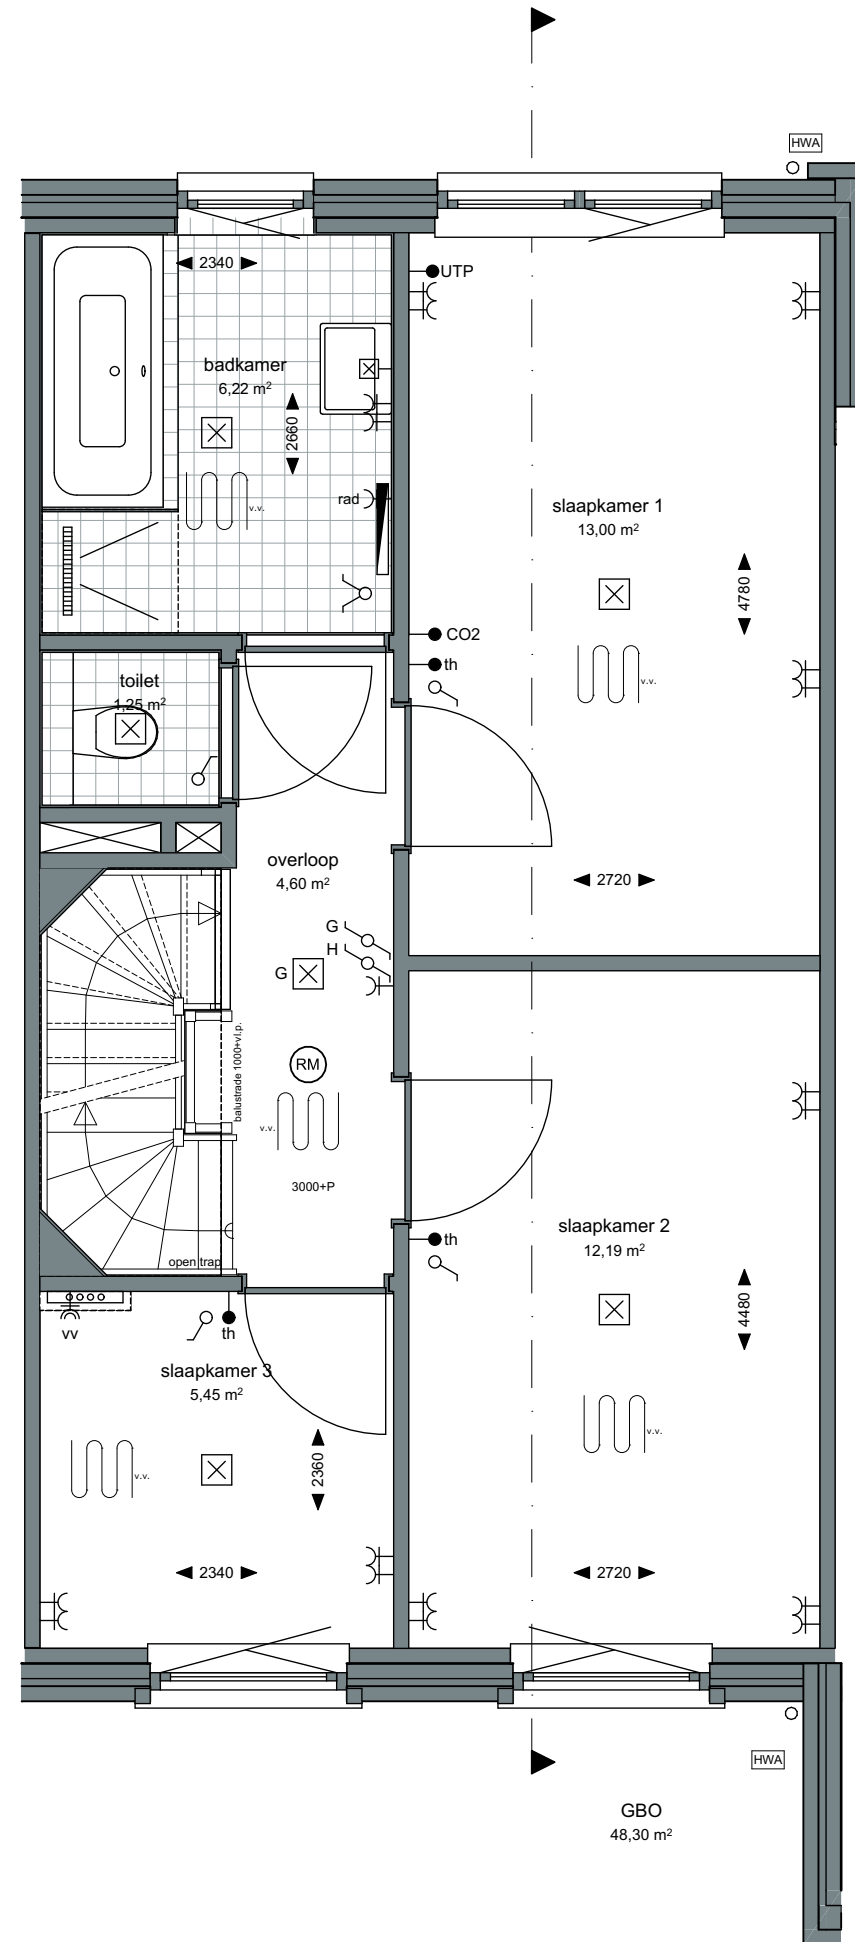 HWA
2340
UTP
badkamer
6,22 m²
2660
rad
v.v.
slaapkamer 1
13,00 m²
4780
CO2
th
v.v.
toilet
1,25 m²
overloop
4,60 m²
2720
G
H
G
balustrade 1000+vl.p.
RM
v.v.
3000+P
slaapkamer 2
12,19 m²
th
open trap
4480
vv
th
slaapkamer 3
5,45 m²
v.v.
v.v.
2360
2340
2720
HWA
GBO
48,30 m²